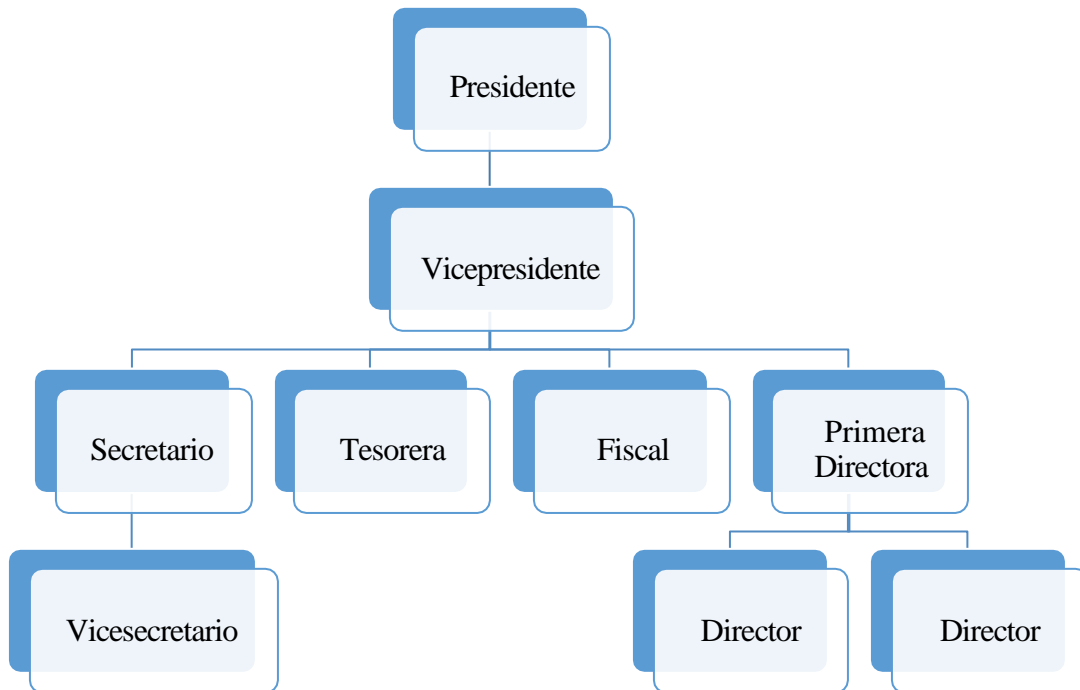 Presidente
Vicepresidente
Secretario
Tesorera
Fiscal
Primera
Directora
Vicesecretario
Director
Director